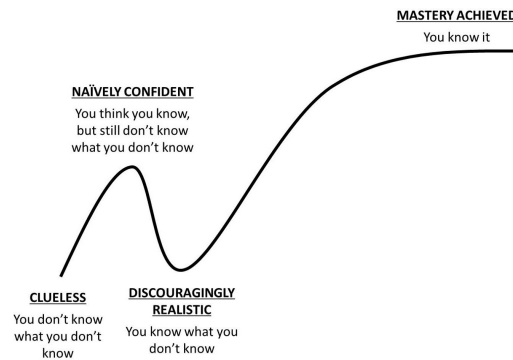 MASTERY ACHIEVED
You know it
NAÏVELY CONFIDENT
You think you know,
but still don't know
what you don't know
CLUELESS
You don't know
what you don't
know
DISCOURAGINGLY
REALISTIC
You know what you
don't know